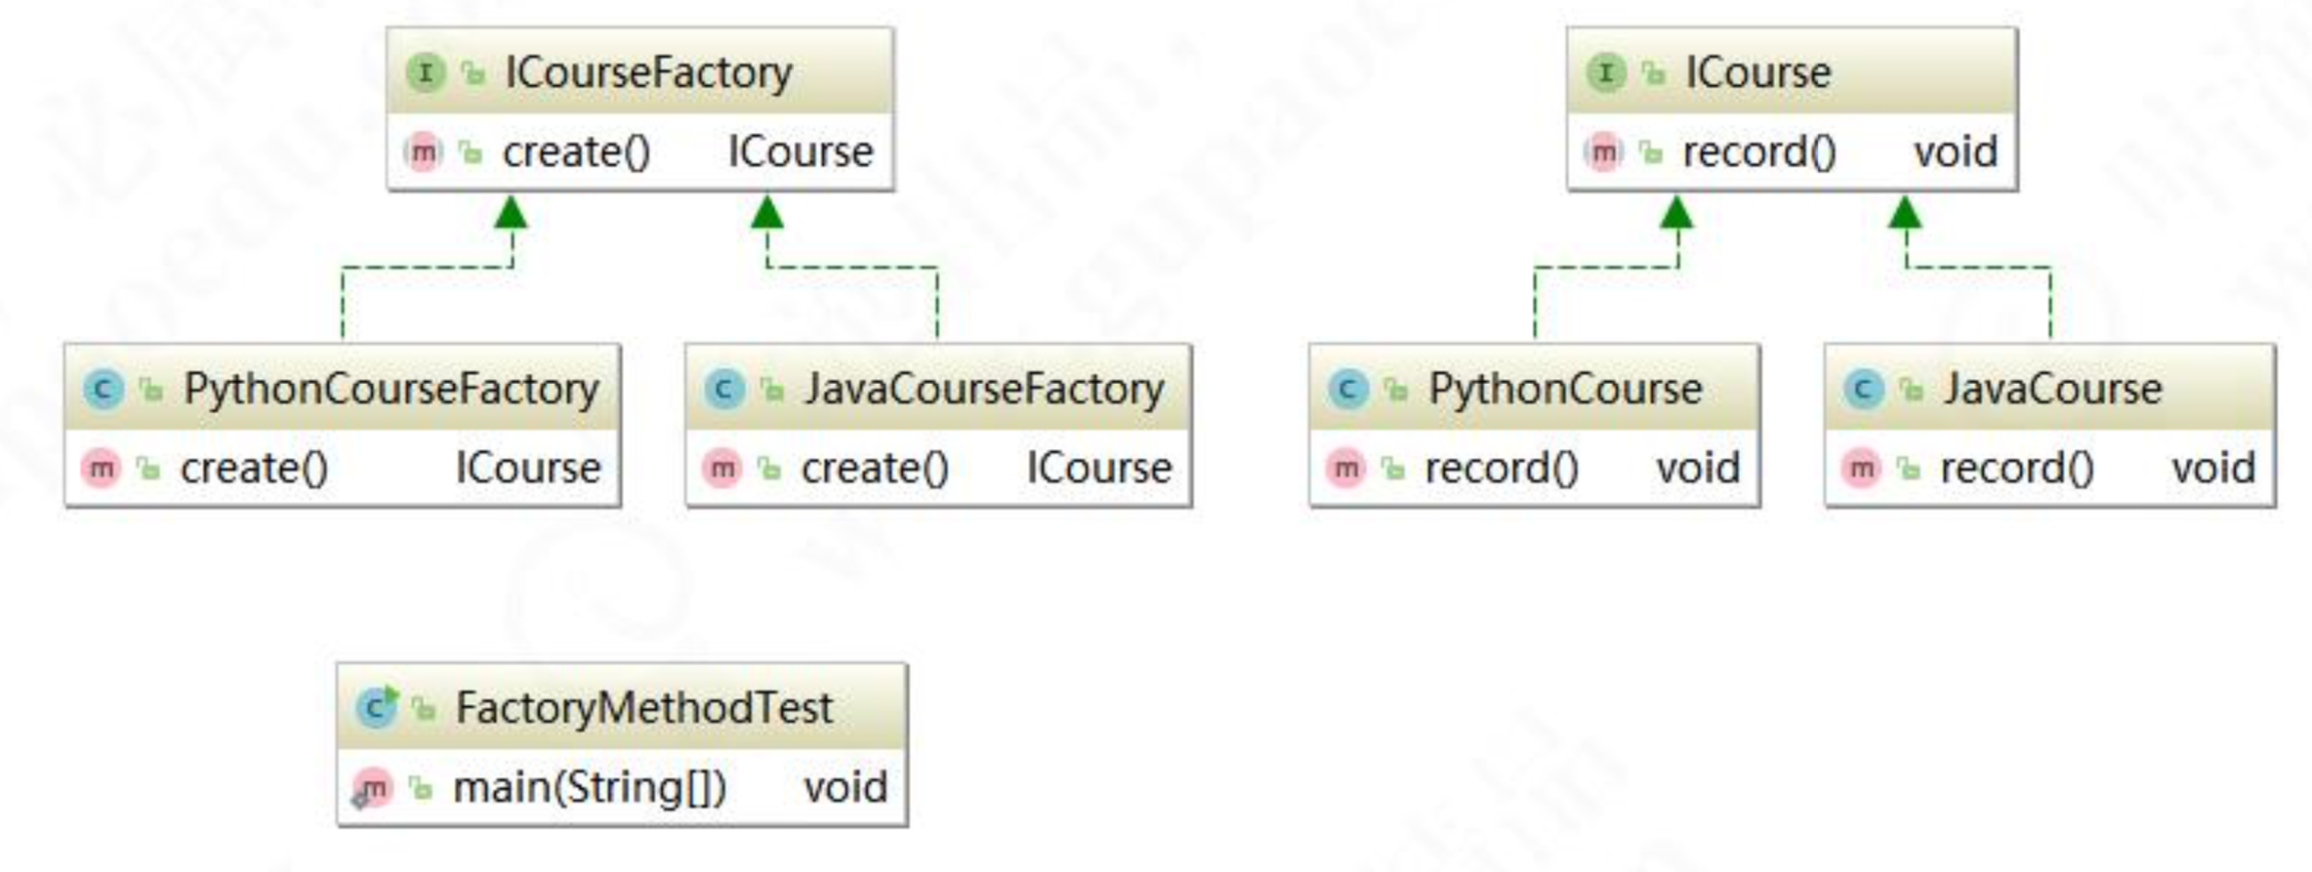 ICourseFactory
create() ICourse
ICourse
record() void
PythonCourseFactory
create() ICourse
JavaCourseFactory
create() ICourse
PythonCourse
record() void
JavaCourse
record() void
FactoryMethodTest
main(String[]) void